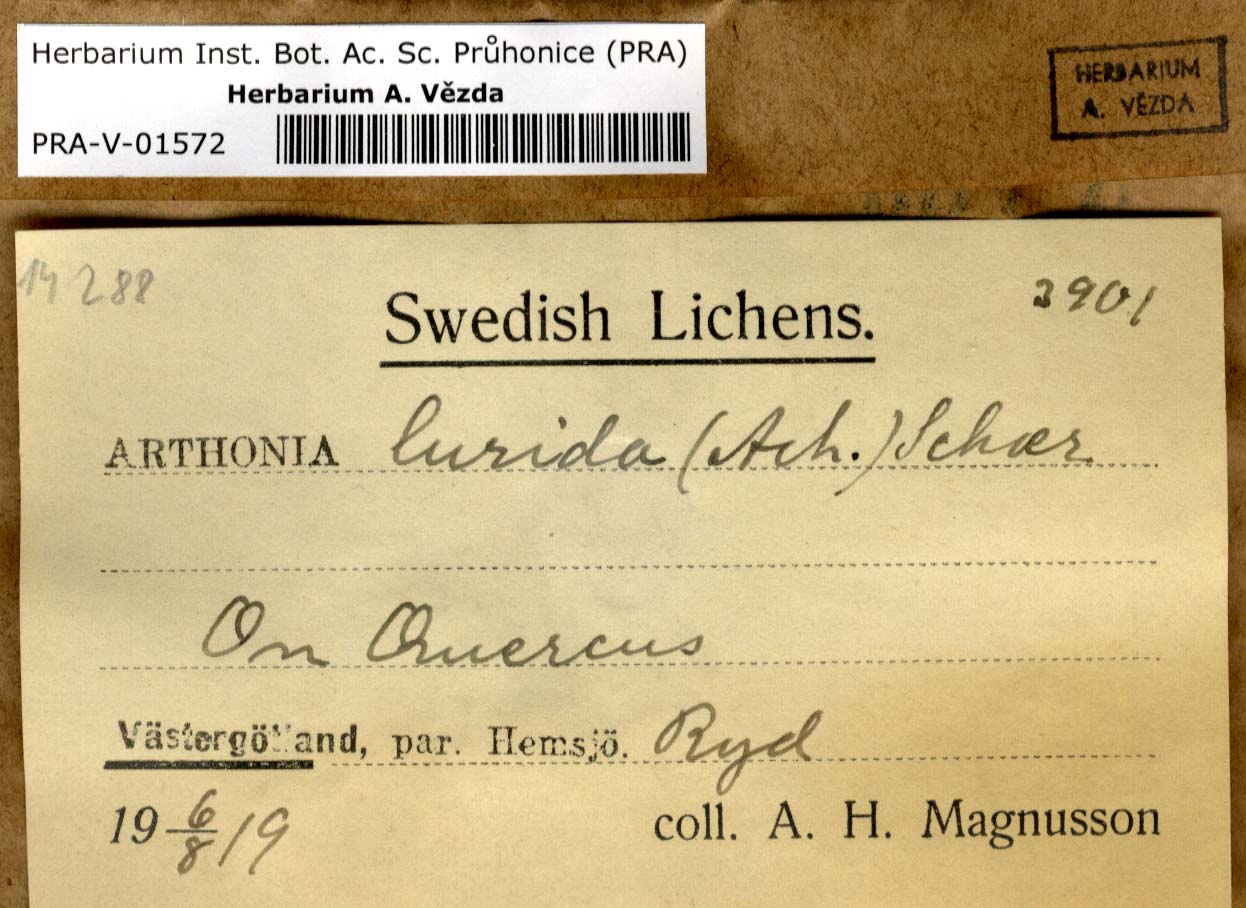 Herbarium Inst. Bot. Ac. Sc. Průhonice (PRA)
Herbarium A. Vězda
PRA-V-01572
HERBARIUM
A. VĚZDA
14288
3901
Swedish Lichens.
ARTHONIA lurida (Ach.) Schaer.
On Quercus
Västergötland, par. Hemsjö. Ryd
19 6/8 19
coll. A. H. Magnusson